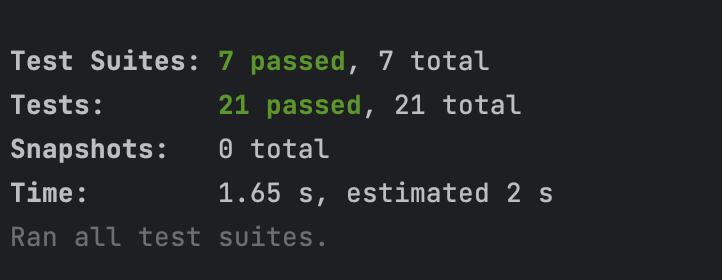 Test Suites: 7 passed, 7 total
Tests: 21 passed, 21 total
Snapshots: 0 total
Time: 1.65 s, estimated 2 s
Ran all test suites.